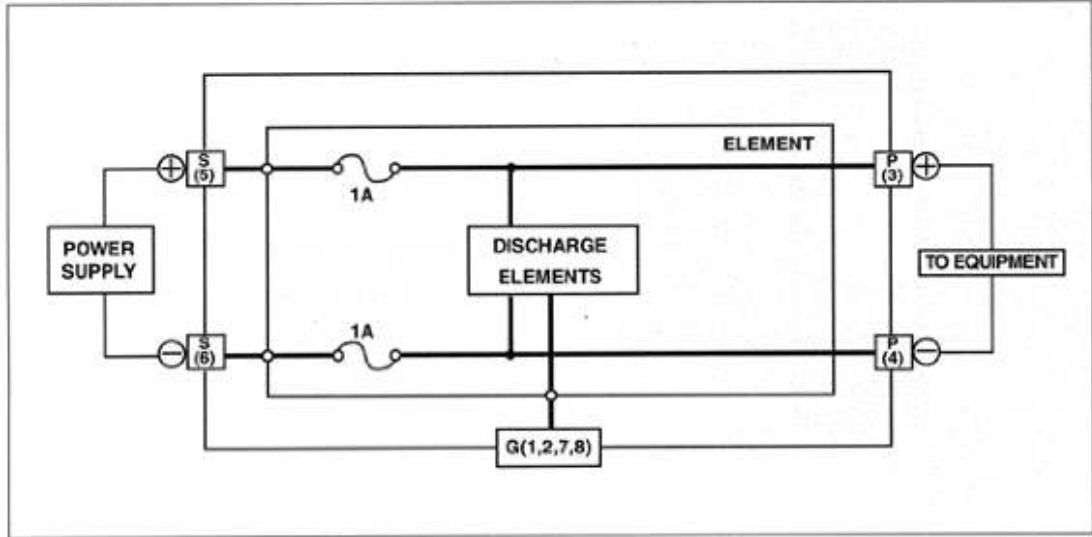 ELEMENT
+
S
(5)
1A
P
(3)
+
POWER
SUPPLY
DISCHARGE
ELEMENTS
TO EQUIPMENT
−
S
(6)
1A
P
(4)
−
G(1,2,7,8)